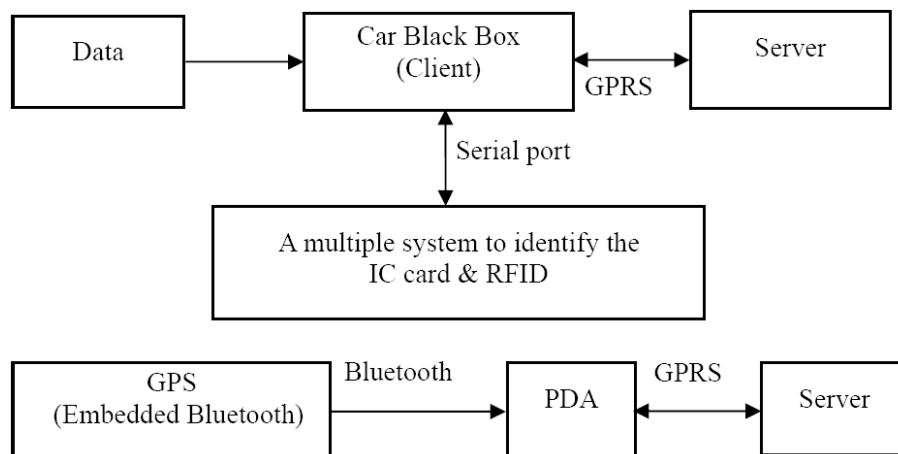 Data
Car Black Box
(Client)
GPRS
Server
Serial port
A multiple system to identify the
IC card & RFID
GPS
(Embedded Bluetooth)
Bluetooth
PDA
GPRS
Server